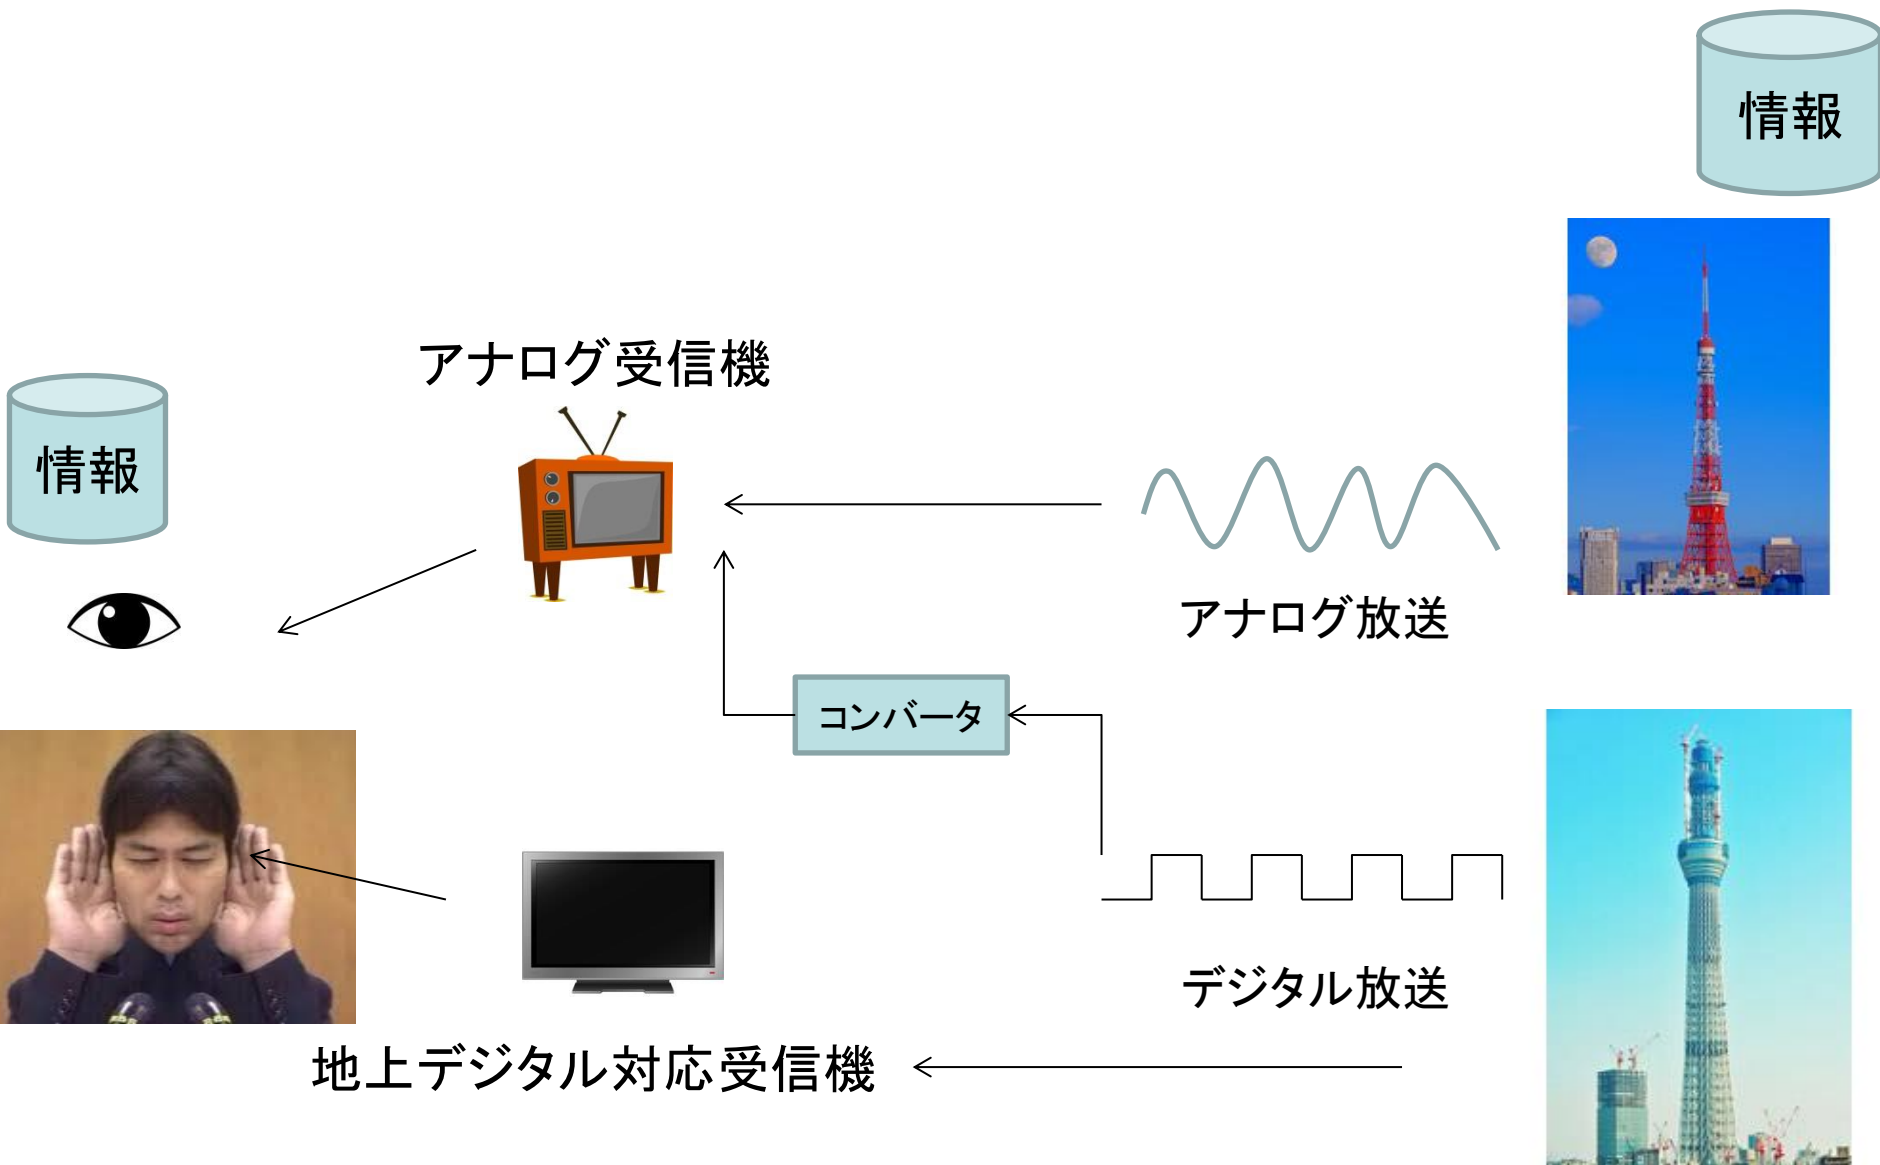 情報
アナログ受信機
情報
アナログ放送
コンバータ
デジタル放送
地上デジタル対応受信機